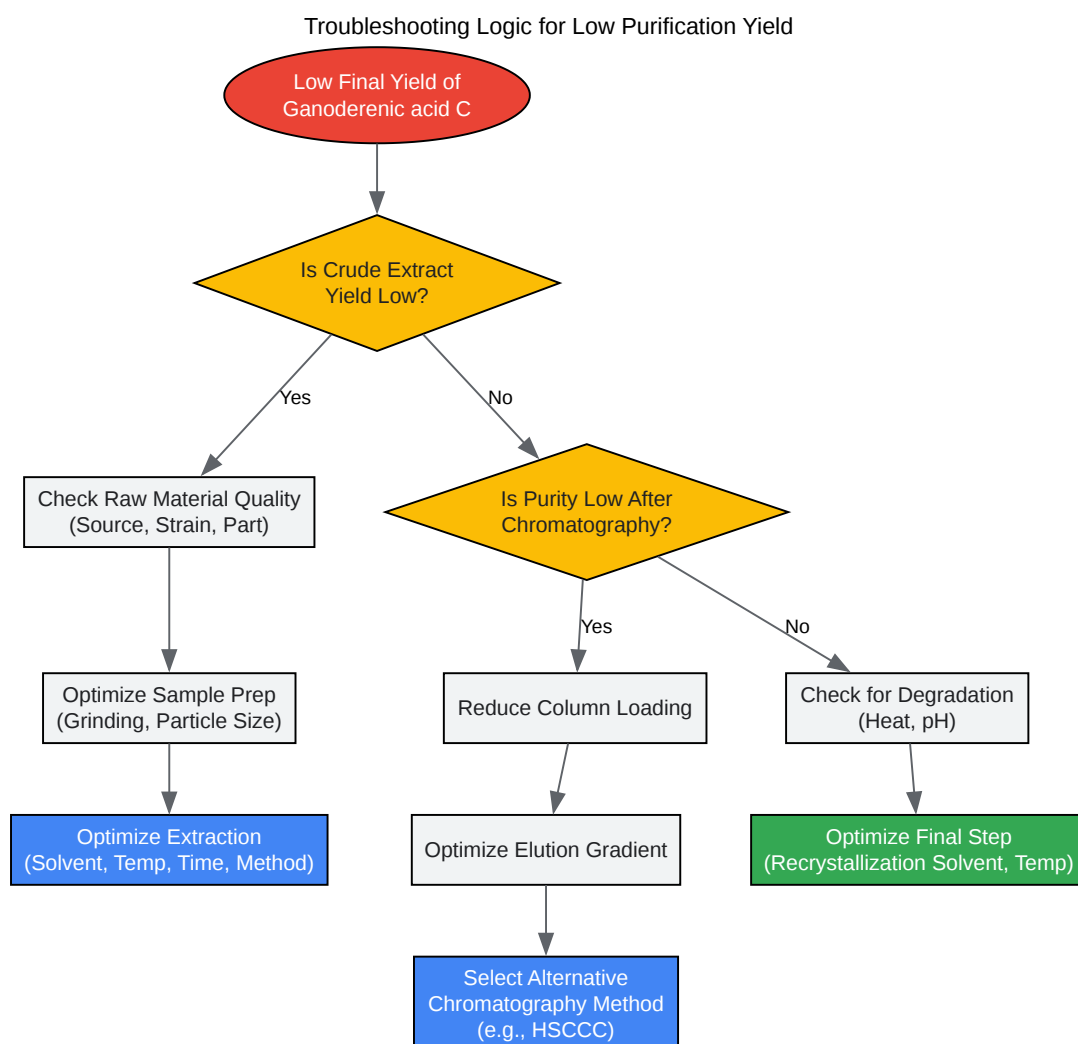 Troubleshooting Logic for Low Purification Yield
Low Final Yield of
Ganoderenic acid C
Is Crude Extract
Yield Low?
Yes
No
Check Raw Material Quality
(Source, Strain, Part)
Is Purity Low After
Chromatography?
Yes
No
Optimize Sample Prep
(Grinding, Particle Size)
Reduce Column Loading
Check for Degradation
(Heat, pH)
Optimize Extraction
(Solvent, Temp, Time, Method)
Optimize Elution Gradient
Optimize Final Step
(Recrystallization Solvent, Temp)
Select Alternative
Chromatography Method
(e.g., HSCCC)